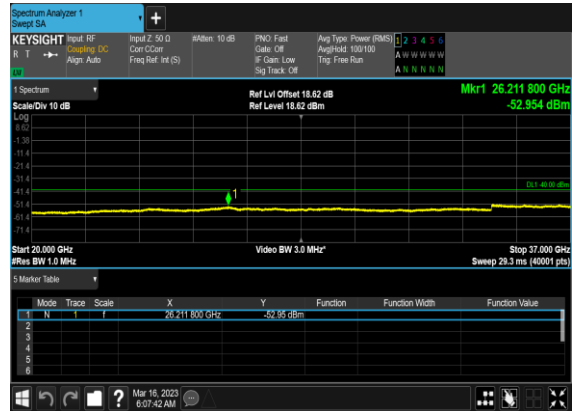 Spectrum Analyzer 1
Swept SA
+
KEYSIGHT Input: RF Input Z: 50 Ω #Atten: 10 dB PNO: Fast Avg Type: Power (RMS) 1 2 3 4 5 6
R T Coupling: DC Corr CCorr Gate: Off Avg|Hold: 100/100 A W W W W W
Align: Auto Freq Ref: Int (S) IF Gain: Low Trig: Free Run
LW Sig Track: Off A N N N N N
1 Spectrum Ref Lvl Offset 18.62 dB Mkr1 26.211 800 GHz
Scale/Div 10 dB Ref Level 18.62 dBm -52.954 dBm
Log
8.62
-1.38
-11.4
-21.4
-31.4
DL1 -40.00 dBm
-41.4
1
-51.4
-61.4
-71.4
Start 20.000 GHz Video BW 3.0 MHz* Stop 37.000 GHz
#Res BW 1.0 MHz Sweep 29.3 ms (40001 pts)
5 Marker Table
Mode Trace Scale X Y Function Function Width Function Value
1 N 1 f 26.211 800 GHz -52.95 dBm
2
3
4
5
6
? Mar 16, 2023
6:07:42 AM